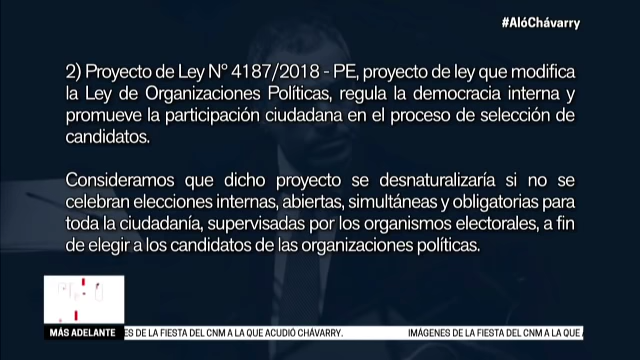 #AlóChávarry
2) Proyecto de Ley N° 4187/2018 - PE, proyecto de ley que modifica
la Ley de Organizaciones Políticas, regula la democracia interna y
promueve la participación ciudadana en el proceso de selección de
candidatos.
Consideramos que dicho proyecto se desnaturalizaría si no se
celebran elecciones internas, abiertas, simultáneas y obligatorias para
toda la ciudadanía, supervisadas por los organismos electorales, a fin
de elegir a los candidatos de las organizaciones políticas.
MÁS ADELANTE
ES DE LA FIESTA DEL CNM A LA QUE ACUDIÓ CHÁVARRY. IMÁGENES DE LA FIESTA DEL CNM A LA QUE A